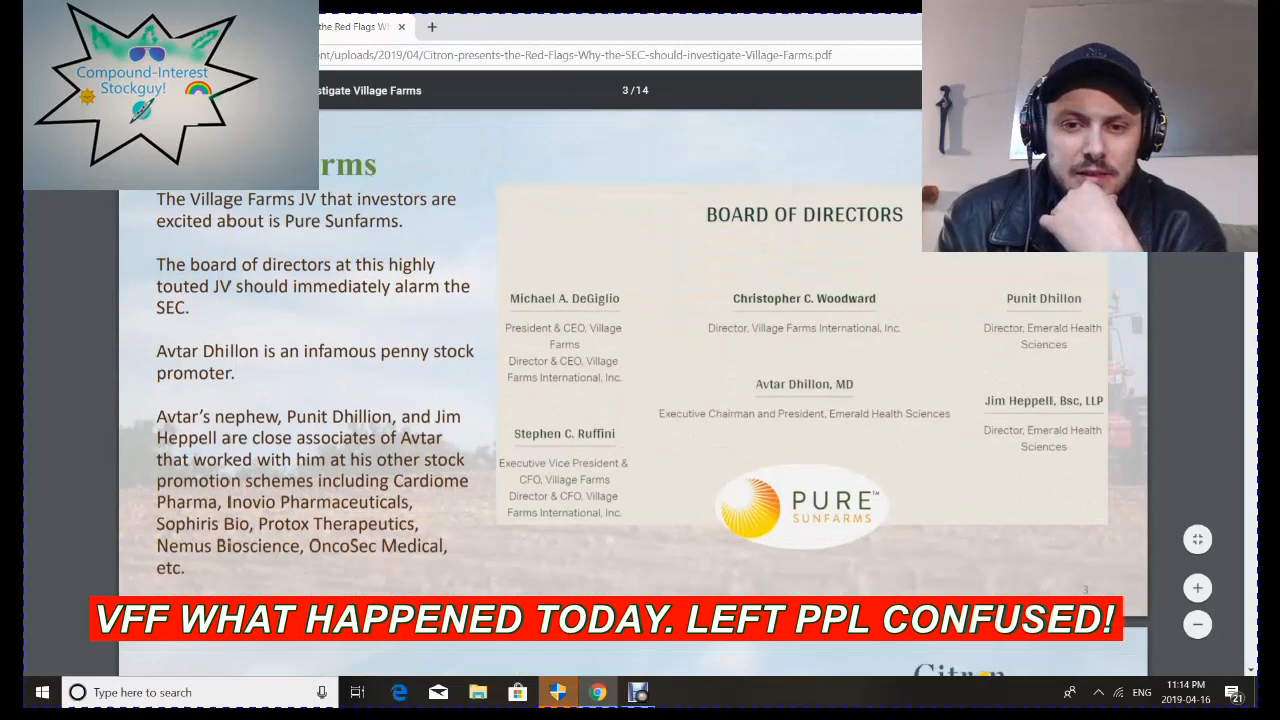 the Red Flags Wh
ent/uploads/2019/04/Citron-presents-the-Red-Flags-Why-the-SEC-should-investigate-Village-Farms.pdf
Compound-Interest
Stockguy!
stigate Village Farms
3 / 14
rms
The Village Farms JV that investors are
excited about is Pure Sunfarms.
The board of directors at this highly
touted JV should immediately alarm the
SEC.
Avtar Dhillon is an infamous penny stock
promoter.
Avtar's nephew, Punit Dhillon, and Jim
Heppell are close associates of Avtar
that worked with him at his other stock
promotion schemes including Cardiome
Pharma, Inovio Pharmaceuticals,
Sophiris Bio, Protox Therapeutics,
Nemus Bioscience, OncoSec Medical,
etc.
BOARD OF DIRECTORS
Michael A. DeGiglio
President & CEO, Village
Farms
Director & CEO, Village
Farms International, Inc.
Christopher C. Woodward
Director, Village Farms International, Inc.
Punit Dhillon
Director, Emerald Health
Sciences
Avtar Dhillon, MD
Executive Chairman and President, Emerald Health Sciences
Jim Heppell, Bsc, LLP
Director, Emerald Health
Sciences
Stephen C. Ruffini
Executive Vice President &
CFO, Village Farms
Director & CFO, Village
Farms International, Inc.
PURE™
SUNFARMS
3
VFF WHAT HAPPENED TODAY. LEFT PPL CONFUSED!
Citron
Type here to search
ENG
11:14 PM
2019-04-16
21